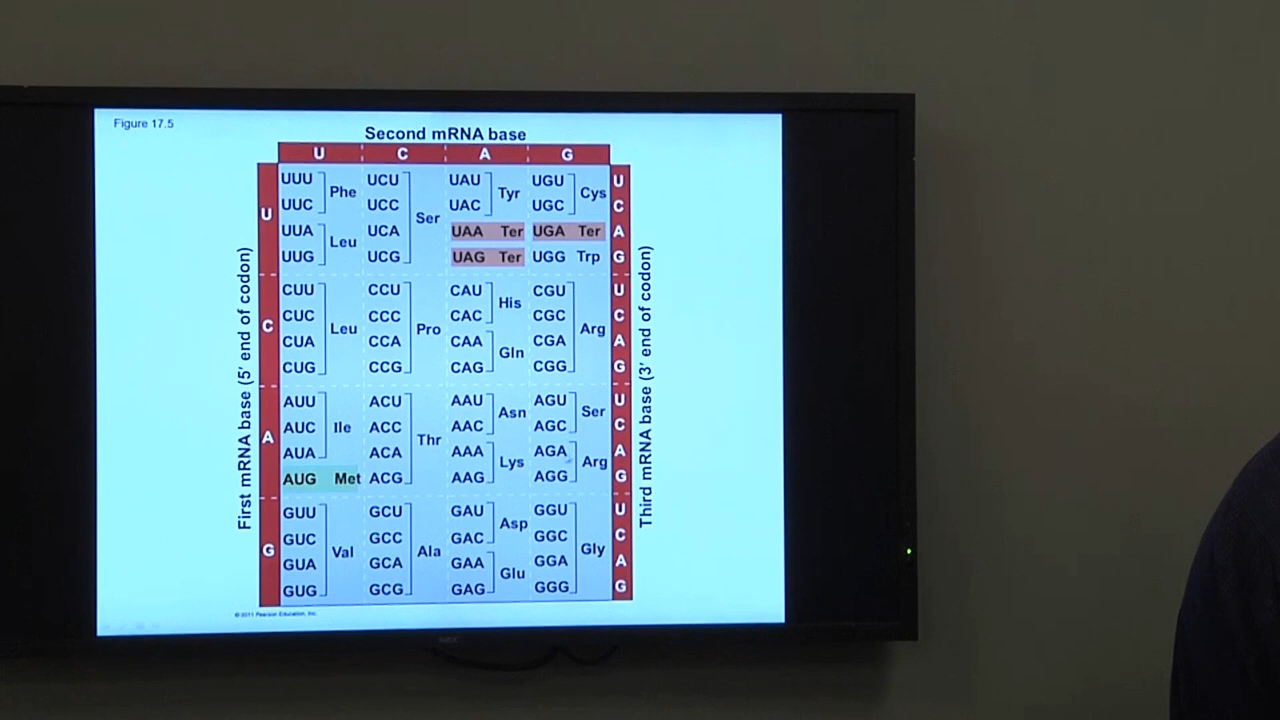 Figure 17.5
Second mRNA base
U C A G
First mRNA base (5' end of codon)
Third mRNA base (3' end of codon)
U
UUU UCU UAU UGU U
Phe Tyr Cys
UUC UCC UAC UGC C
Ser
UUA UCA UAA Ter UGA Ter A
Leu
UUG UCG UAG Ter UGG Trp G
C
CUU CCU CAU CGU U
His
CUC CCC CAC CGC C
Leu Pro Arg
CUA CCA CAA CGA A
Gln
CUG CCG CAG CGG G
A
AUU ACU AAU AGU U
Asn Ser
AUC Ile ACC AAC AGC C
Thr
AUA ACA AAA AGA A
Lys Arg
AUG Met ACG AAG AGG G
G
GUU GCU GAU GGU U
Asp
GUC GCC GAC GGC C
Val Ala Gly
GUA GCA GAA GGA A
Glu
GUG GCG GAG GGG G
© 2011 Pearson Education, Inc.
NEC